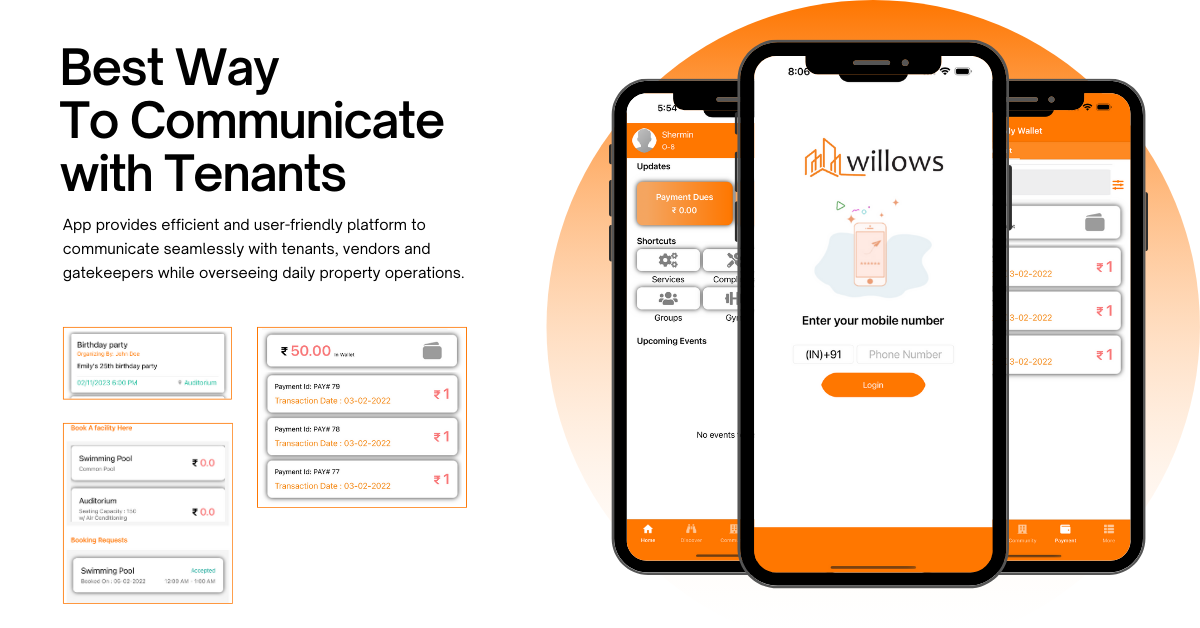 Best Way
To Communicate
with Tenants
App provides efficient and user-friendly platform to
communicate seamlessly with tenants, vendors and
gatekeepers while overseeing daily property operations.
Birthday party
Organizing By: John Doe
Emily's 25th birthday party
02/11/2023 6:00 PM
Auditorium
Book A facility Here
Swimming Pool
Common Pool
₹ 0.0
Auditorium
Seating Capacity : 150
w/ Air Conditioning
₹ 0.0
Booking Requests
Swimming Pool
Accepted
Booked On : 06-02-2022
12:00 AM - 1:00 AM
₹ 50.00 In Wallet
Payment Id: PAY# 79
Transaction Date : 03-02-2022
₹ 1
Payment Id: PAY# 78
Transaction Date : 03-02-2022
₹ 1
Payment Id: PAY# 77
Transaction Date : 03-02-2022
₹ 1
5:54
Shermin
O-8
Updates
Payment Dues
₹ 0.00
Shortcuts
Services
Compl
Groups
Gy
Upcoming Events
No events
Home
Discover
Comm
8:06
willows
Enter your mobile number
(IN)+91
Phone Number
Login
y Wallet
t
3-02-2022
₹ 1
3-02-2022
₹ 1
3-02-2022
₹ 1
ommunity
Payment
More